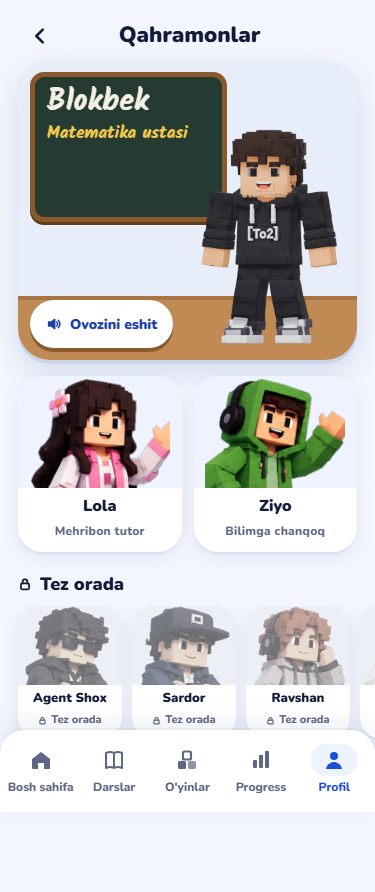 Qahramonlar
Blokbek
Matematika ustasi
[To2]
Ovozini eshit
Lola
Mehribon tutor
Ziyo
Bilimga chanqoq
Tez orada
Agent Shox
Tez orada
Sardor
Tez orada
Ravshan
Tez orada
Bosh sahifa
Darslar
O'yinlar
Progress
Profil